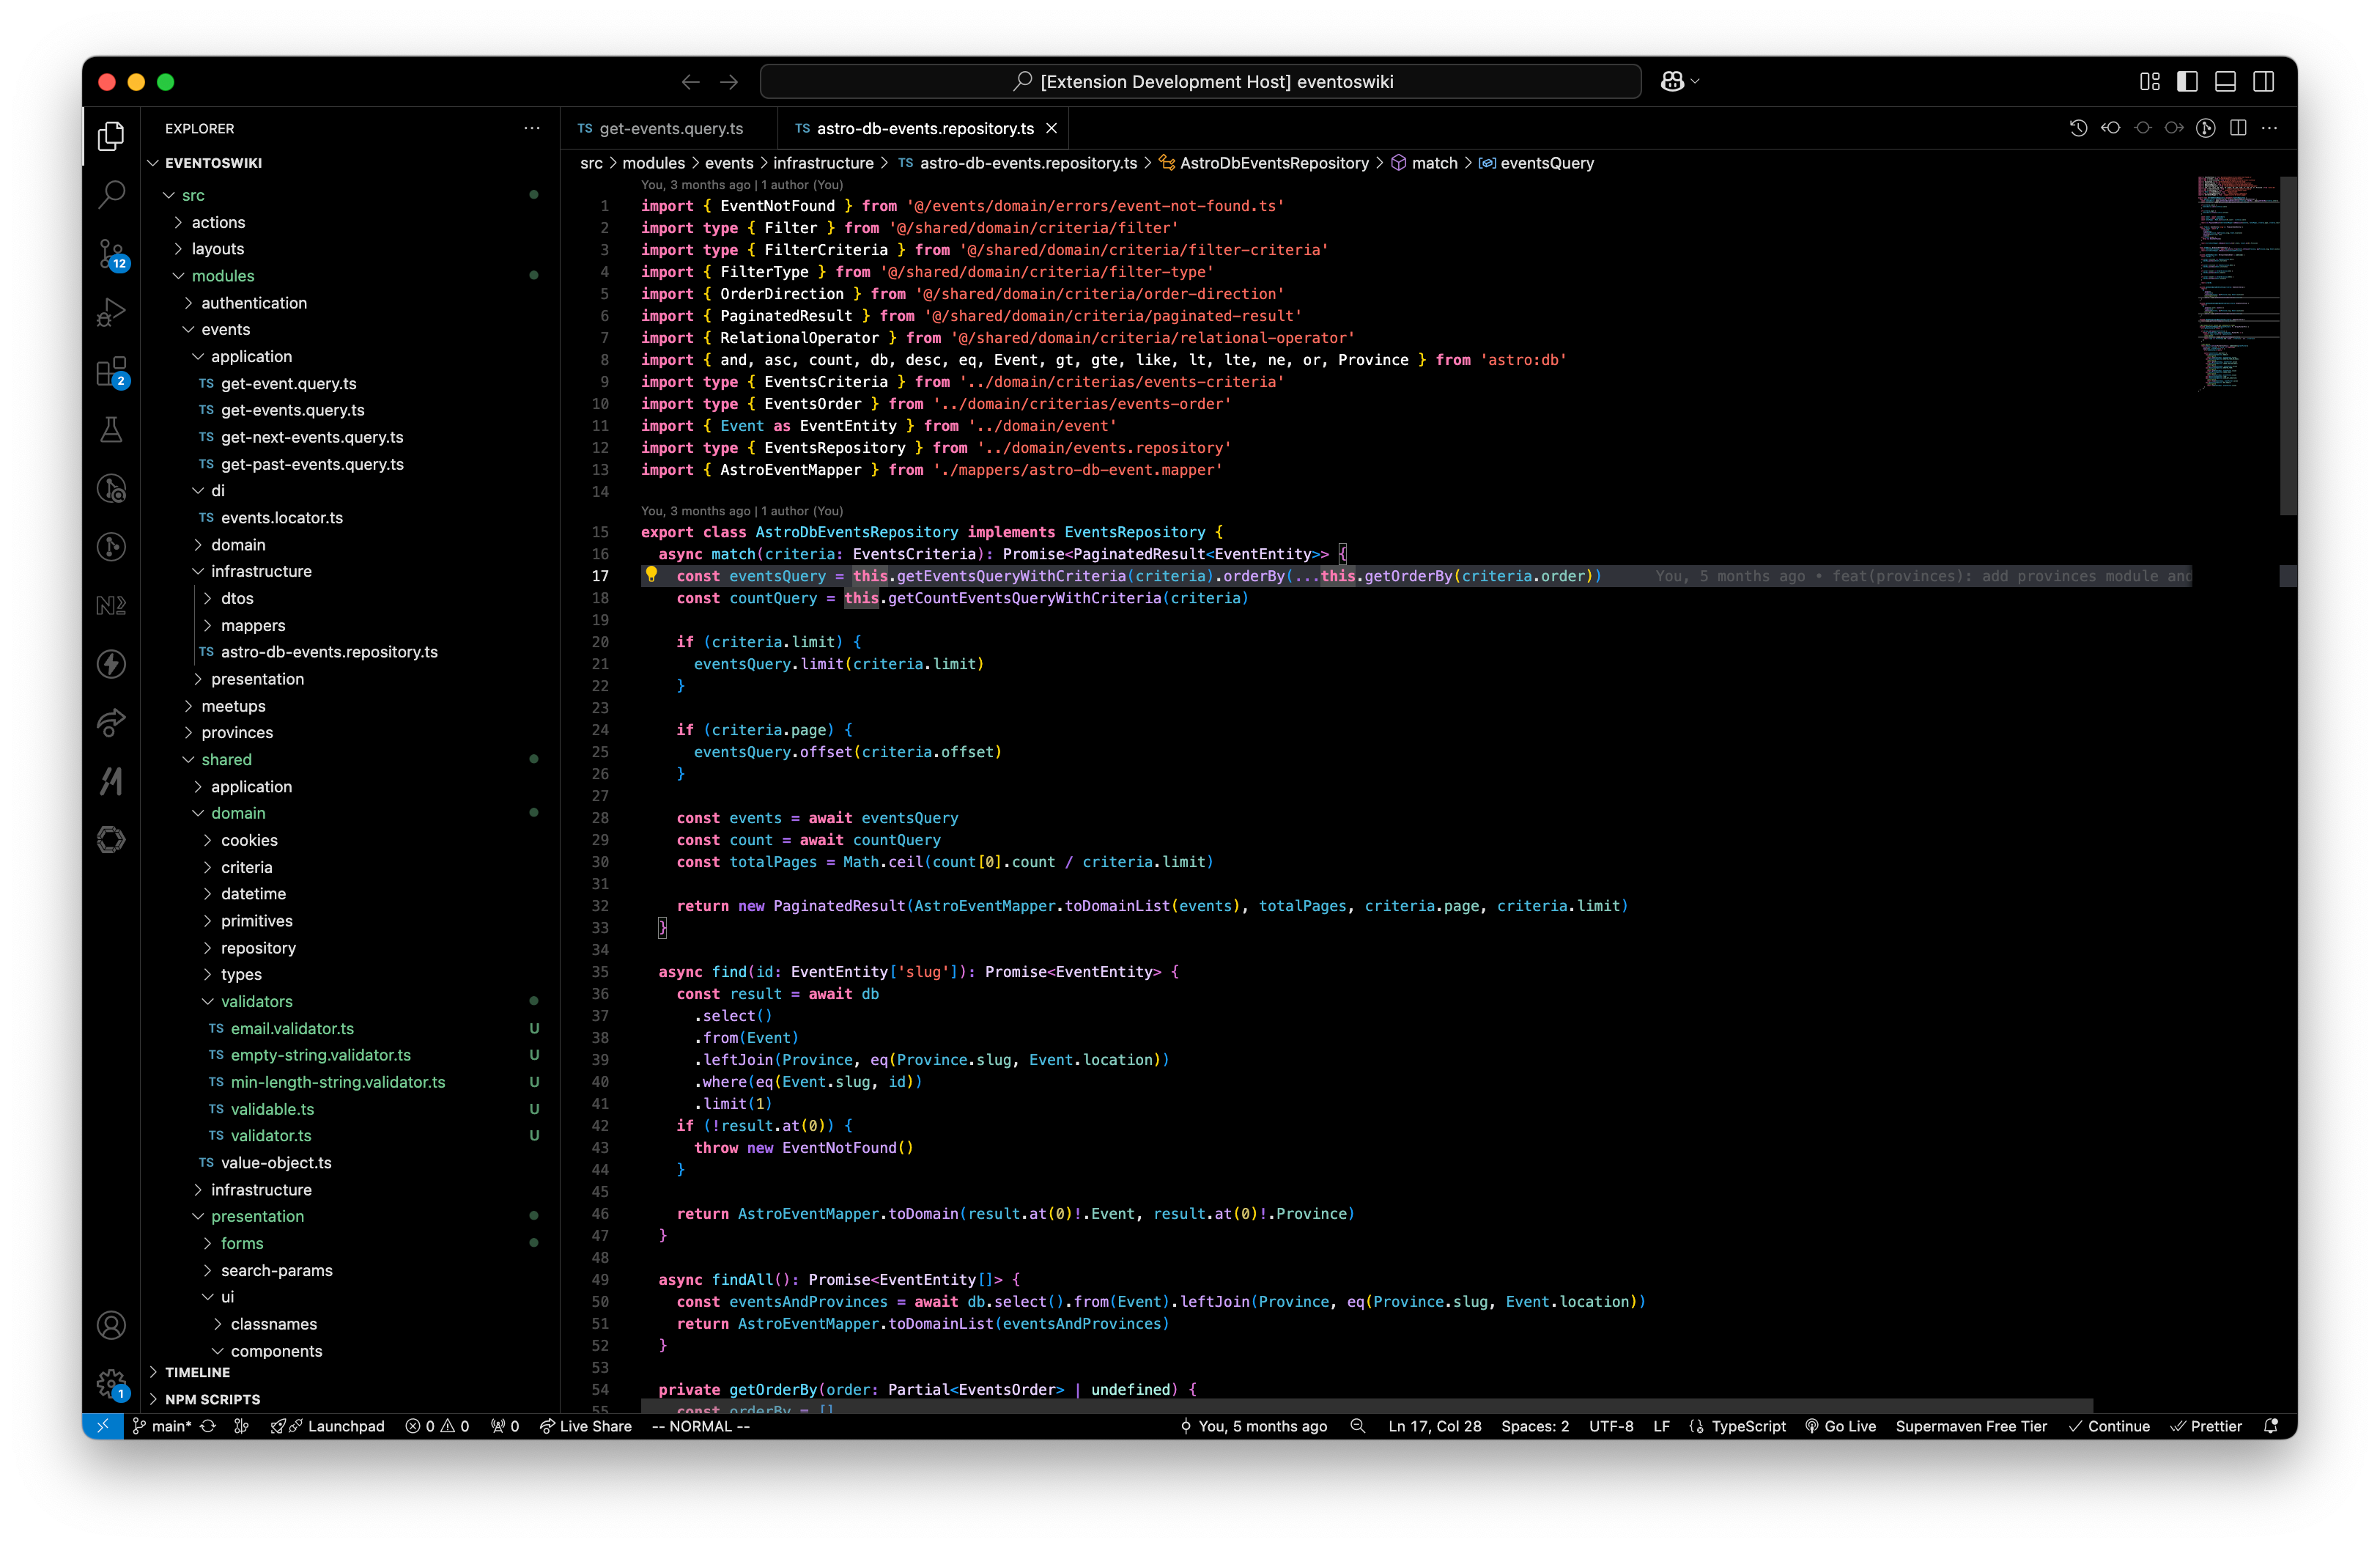 [Extension Development Host] eventoswiki
EXPLORER
EVENTOSWIKI
src
actions
layouts
modules
authentication
events
application
TS get-event.query.ts
TS get-events.query.ts
TS get-next-events.query.ts
TS get-past-events.query.ts
di
TS events.locator.ts
domain
infrastructure
dtos
mappers
TS astro-db-events.repository.ts
presentation
meetups
provinces
shared
application
domain
cookies
criteria
datetime
primitives
repository
types
validators
TS email.validator.ts U
TS empty-string.validator.ts U
TS min-length-string.validator.ts U
TS validable.ts U
TS validator.ts U
TS value-object.ts
infrastructure
presentation
forms
search-params
ui
classnames
components
TIMELINE
NPM SCRIPTS
12
2
1
TS get-events.query.ts
TS astro-db-events.repository.ts
src > modules > events > infrastructure > TS astro-db-events.repository.ts > AstroDbEventsRepository > match > eventsQuery
You, 3 months ago | 1 author (You)
1 import { EventNotFound } from '@/events/domain/errors/event-not-found.ts'
2 import type { Filter } from '@/shared/domain/criteria/filter'
3 import type { FilterCriteria } from '@/shared/domain/criteria/filter-criteria'
4 import { FilterType } from '@/shared/domain/criteria/filter-type'
5 import { OrderDirection } from '@/shared/domain/criteria/order-direction'
6 import { PaginatedResult } from '@/shared/domain/criteria/paginated-result'
7 import { RelationalOperator } from '@/shared/domain/criteria/relational-operator'
8 import { and, asc, count, db, desc, eq, Event, gt, gte, like, lt, lte, ne, or, Province } from 'astro:db'
9 import type { EventsCriteria } from '../domain/criterias/events-criteria'
10 import type { EventsOrder } from '../domain/criterias/events-order'
11 import { Event as EventEntity } from '../domain/event'
12 import type { EventsRepository } from '../domain/events.repository'
13 import { AstroEventMapper } from './mappers/astro-db-event.mapper'
14
You, 3 months ago | 1 author (You)
15 export class AstroDbEventsRepository implements EventsRepository {
16 async match(criteria: EventsCriteria): Promise<PaginatedResult<EventEntity>> {
17 const eventsQuery = this.getEventsQueryWithCriteria(criteria).orderBy(...this.getOrderBy(criteria.order)) You, 5 months ago • feat(provinces): add provinces module and
18 const countQuery = this.getCountEventsQueryWithCriteria(criteria)
19
20 if (criteria.limit) {
21 eventsQuery.limit(criteria.limit)
22 }
23
24 if (criteria.page) {
25 eventsQuery.offset(criteria.offset)
26 }
27
28 const events = await eventsQuery
29 const count = await countQuery
30 const totalPages = Math.ceil(count[0].count / criteria.limit)
31
32 return new PaginatedResult(AstroEventMapper.toDomainList(events), totalPages, criteria.page, criteria.limit)
33 }
34
35 async find(id: EventEntity['slug']): Promise<EventEntity> {
36 const result = await db
37 .select()
38 .from(Event)
39 .leftJoin(Province, eq(Province.slug, Event.location))
40 .where(eq(Event.slug, id))
41 .limit(1)
42 if (!result.at(0)) {
43 throw new EventNotFound()
44 }
45
46 return AstroEventMapper.toDomain(result.at(0)!.Event, result.at(0)!.Province)
47 }
48
49 async findAll(): Promise<EventEntity[]> {
50 const eventsAndProvinces = await db.select().from(Event).leftJoin(Province, eq(Province.slug, Event.location))
51 return AstroEventMapper.toDomainList(eventsAndProvinces)
52 }
53
54 private getOrderBy(order: Partial<EventsOrder> | undefined) {
55 const orderBy = []
main* Launchpad 0 0 0 Live Share -- NORMAL -- You, 5 months ago Ln 17, Col 28 Spaces: 2 UTF-8 LF TypeScript Go Live Supermaven Free Tier Continue Prettier